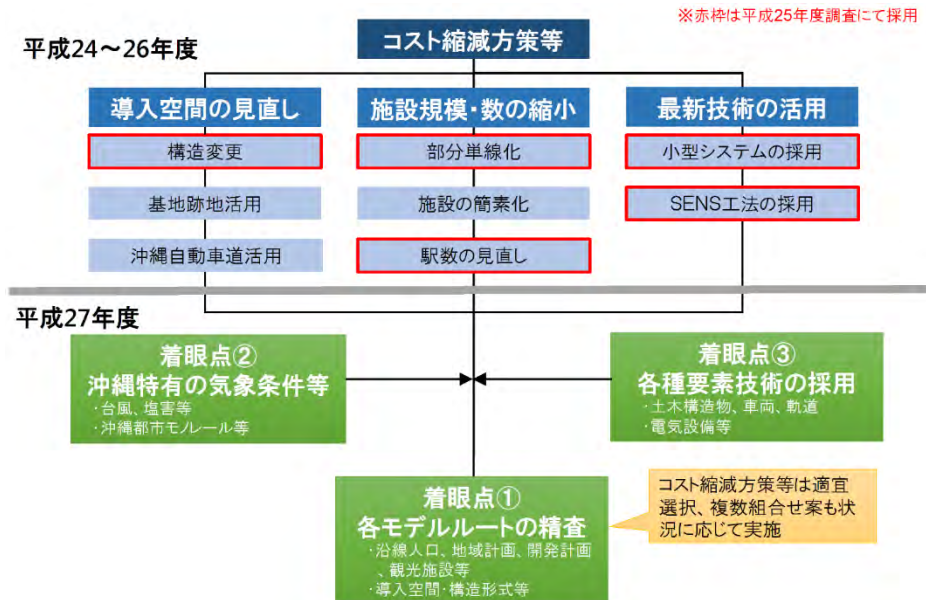 ※赤枠は平成25年度調査にて採用
平成24～26年度
コスト縮減方策等
導入空間の見直し
施設規模・数の縮小
最新技術の活用
構造変更
部分単線化
小型システムの採用
基地跡地活用
施設の簡素化
SENS工法の採用
沖縄自動車道活用
駅数の見直し
平成27年度
着眼点②
沖縄特有の気象条件等
・台風、塩害等
・沖縄都市モノレール等
着眼点③
各種要素技術の採用
・土木構造物、車両、軌道
・電気設備等
着眼点①
各モデルルートの精査
・沿線人口、地域計画、開発計画
、観光施設等
・導入空間・構造形式等
コスト縮減方策等は適宜
選択、複数組合せ案も状
況に応じて実施